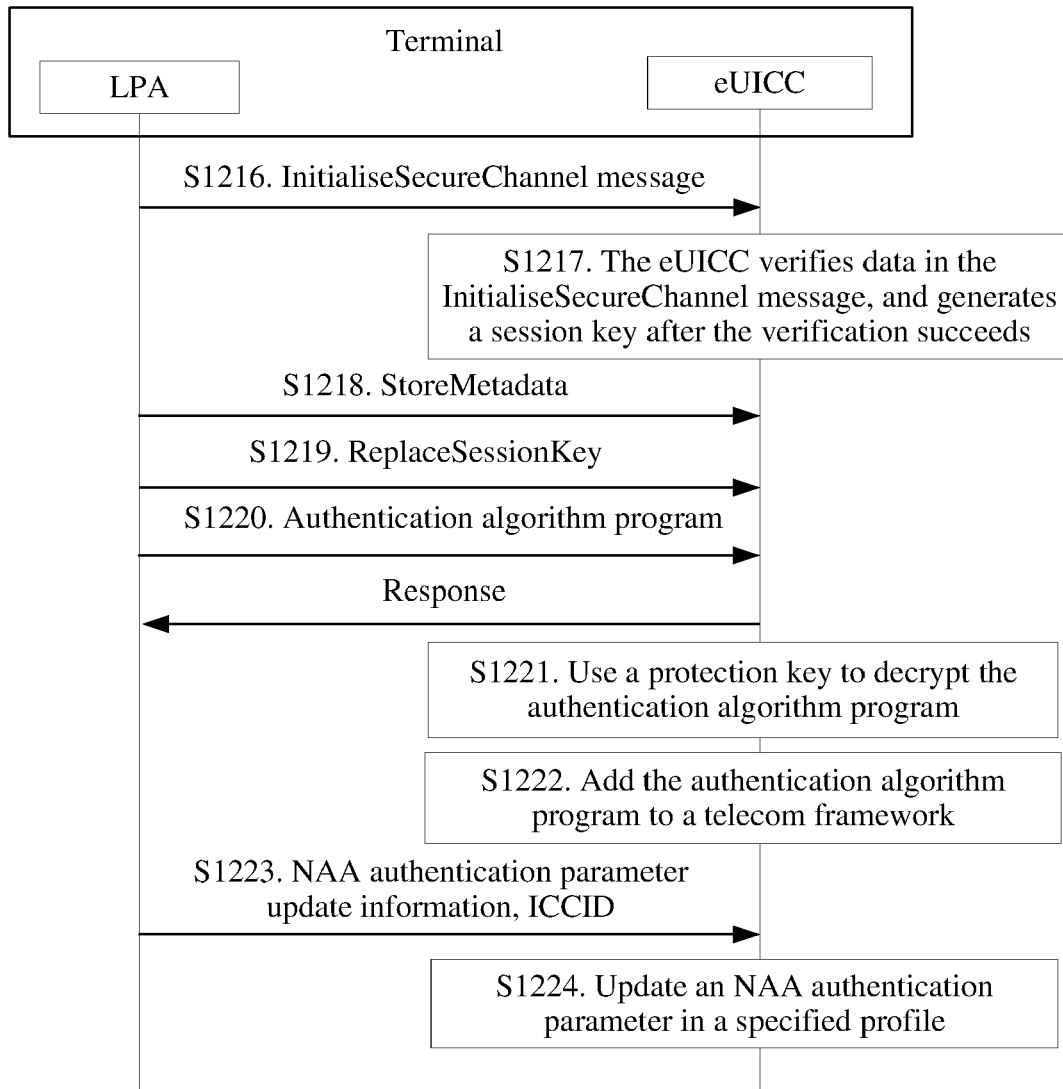 Terminal
LPA
eUICC
S1216. InitialiseSecureChannel message
S1217. The eUICC verifies data in the
InitialiseSecureChannel message, and generates
a session key after the verification succeeds
S1218. StoreMetadata
S1219. ReplaceSessionKey
S1220. Authentication algorithm program
Response
S1221. Use a protection key to decrypt the
authentication algorithm program
S1222. Add the authentication algorithm
program to a telecom framework
S1223. NAA authentication parameter
update information, ICCID
S1224. Update an NAA authentication
parameter in a specified profile